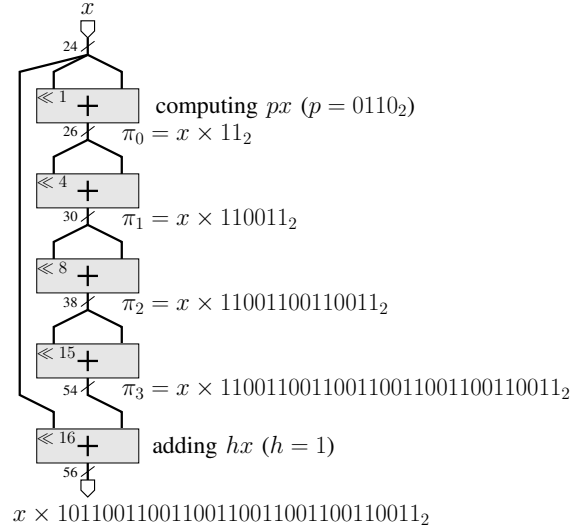 x
24
≪ 1
+
computing px (p = 0110₂)
26
π₀ = x × 11₂
≪ 4
+
30
π₁ = x × 110011₂
≪ 8
+
38
π₂ = x × 11001100110011₂
≪ 15
+
54
π₃ = x × 110011001100110011001100110011₂
≪ 16
+
adding hx (h = 1)
56
x × 10110011001100110011001100110011₂